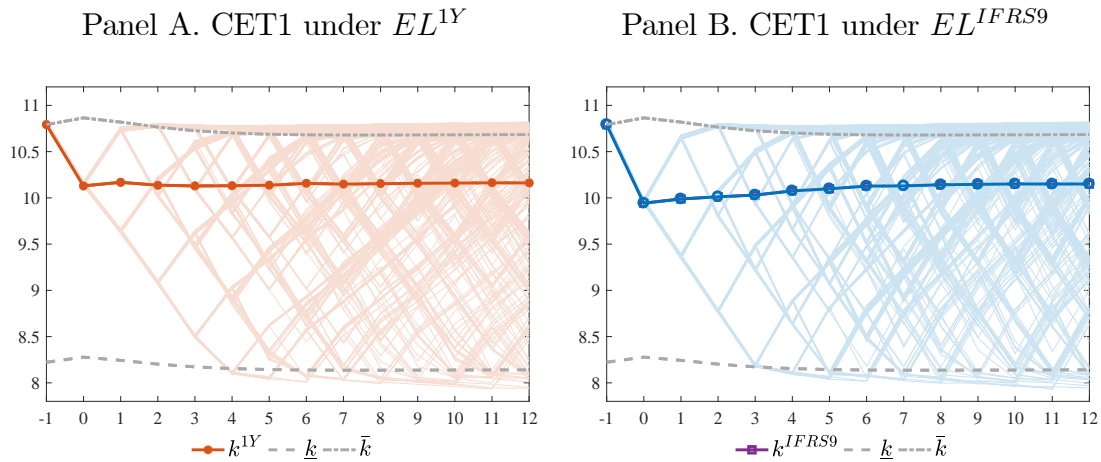 Panel A. CET1 under EL^{1Y}
Panel B. CET1 under EL^{IFRS9}
11
10.5
10
9.5
9
8.5
8
-1 0 1 2 3 4 5 6 7 8 9 10 11 12
k^{1Y} k̲ k̄
11
10.5
10
9.5
9
8.5
8
-1 0 1 2 3 4 5 6 7 8 9 10 11 12
k^{IFRS9} k̲ k̄